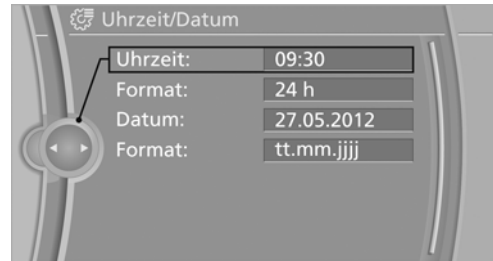 Uhrzeit/Datum
Uhrzeit: 09:30
Format: 24 h
Datum: 27.05.2012
Format: tt.mm.jjjj